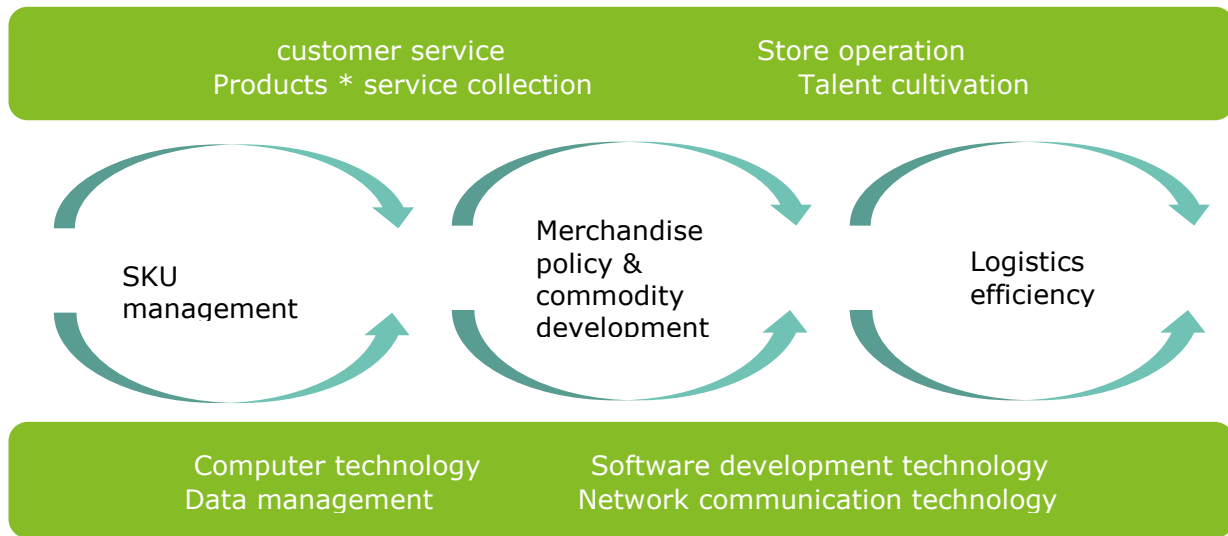 customer service Store operation
Products * service collection Talent cultivation
SKU
management
Merchandise
policy &
commodity
development
Logistics
efficiency
Computer technology Software development technology
Data management Network communication technology